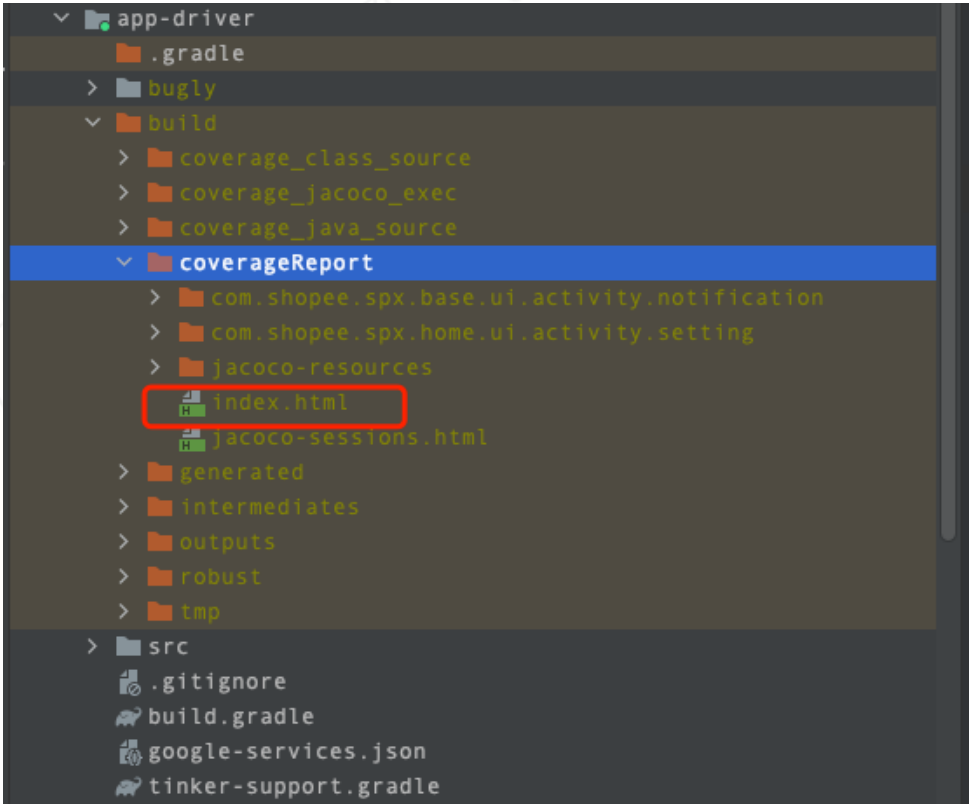 app-driver
.gradle
bugly
build
coverage_class_source
coverage_jacoco_exec
coverage_java_source
coverageReport
com.shopee.spx.base.ui.activity.notification
com.shopee.spx.home.ui.activity.setting
jacoco-resources
index.html
jacoco-sessions.html
generated
intermediates
outputs
robust
tmp
src
.gitignore
build.gradle
google-services.json
tinker-support.gradle